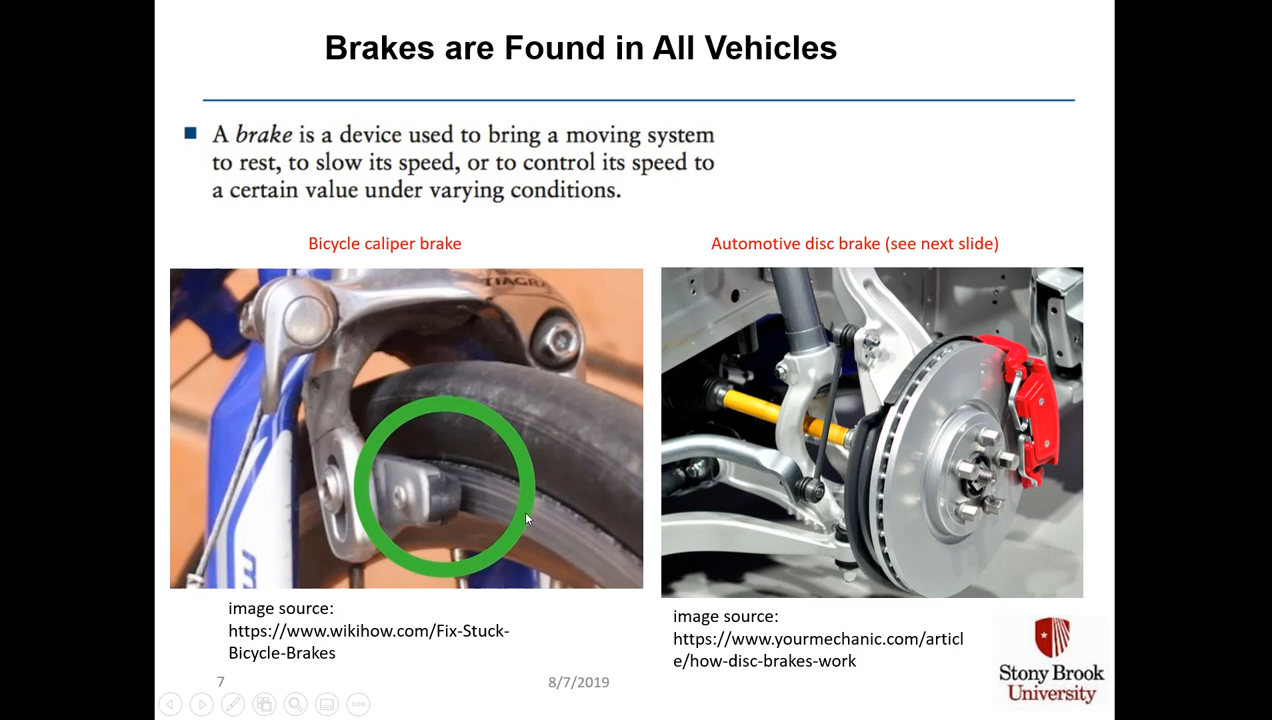 Brakes are Found in All Vehicles
A brake is a device used to bring a moving system
to rest, to slow its speed, or to control its speed to
a certain value under varying conditions.
Bicycle caliper brake
Automotive disc brake (see next slide)
TIAGRA
image source:
https://www.wikihow.com/Fix-Stuck-
Bicycle-Brakes
image source:
https://www.yourmechanic.com/articl
e/how-disc-brakes-work
Stony Brook
University
7
8/7/2019